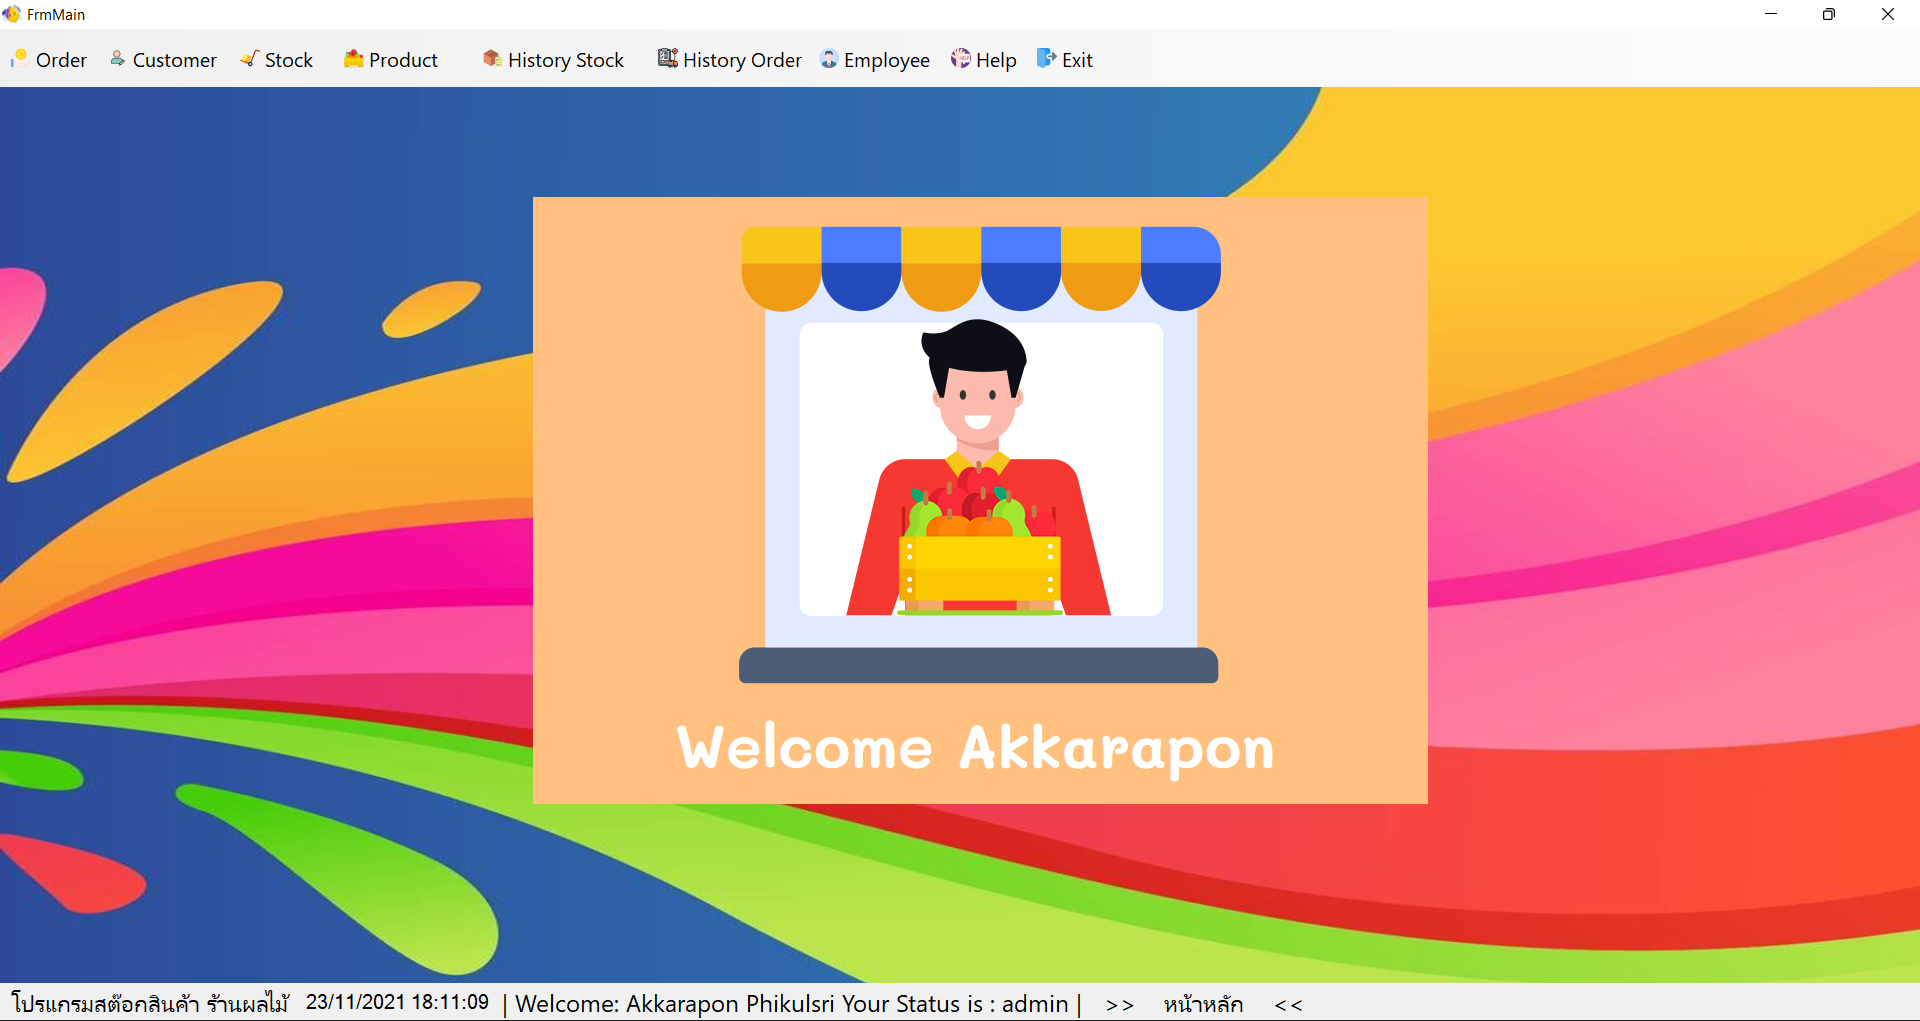 FrmMain
Order Customer Stock Product History Stock History Order Employee Help Exit
Welcome Akkarapon
โปรแกรมสต๊อกสินค้า ร้านผลไม้ 23/11/2021 18:11:09 | Welcome: Akkarapon Phikulsri Your Status is : admin | >> หน้าหลัก <<